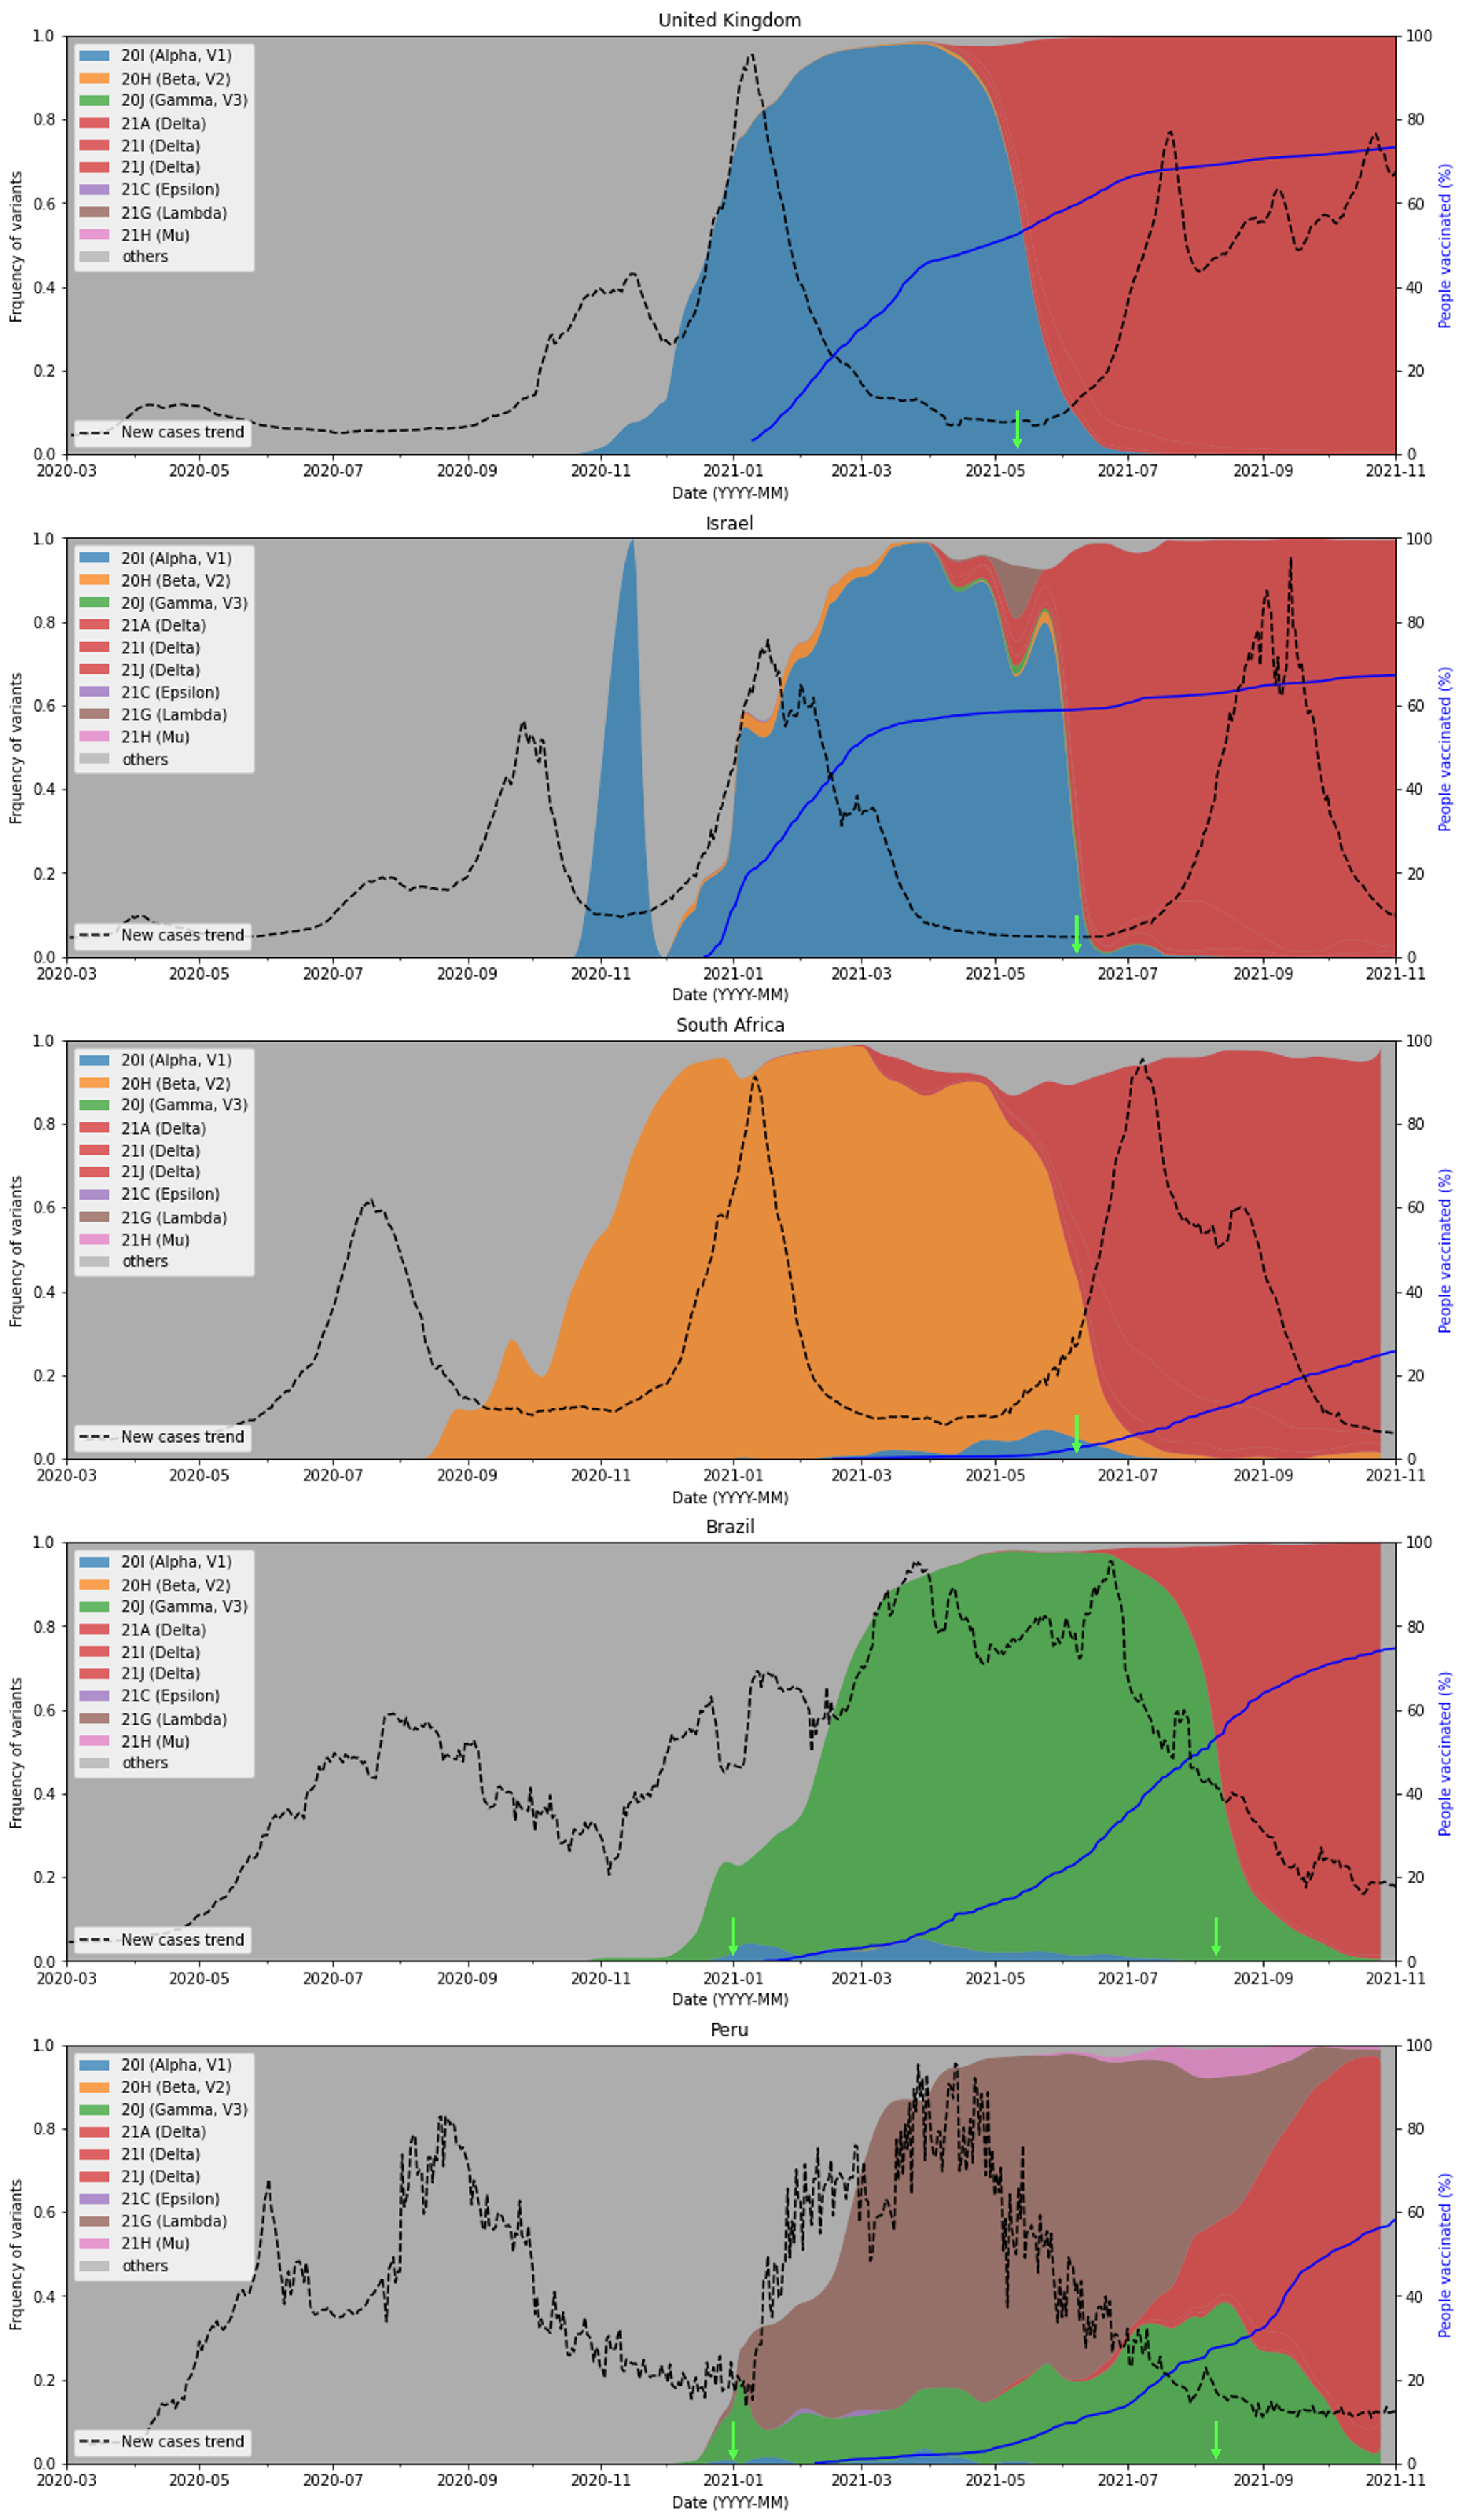 United Kingdom
1.0
0.8
0.6
0.4
0.2
0.0
Frquency of variants
20I (Alpha, V1)
20H (Beta, V2)
20J (Gamma, V3)
21A (Delta)
21I (Delta)
21J (Delta)
21C (Epsilon)
21G (Lambda)
21H (Mu)
others
New cases trend
100
80
60
40
20
0
People vaccinated (%)
2020-03 2020-05 2020-07 2020-09 2020-11 2021-01 2021-03 2021-05 2021-07 2021-09 2021-11
Date (YYYY-MM)
Israel
1.0
0.8
0.6
0.4
0.2
0.0
Frquency of variants
20I (Alpha, V1)
20H (Beta, V2)
20J (Gamma, V3)
21A (Delta)
21I (Delta)
21J (Delta)
21C (Epsilon)
21G (Lambda)
21H (Mu)
others
New cases trend
100
80
60
40
20
0
People vaccinated (%)
2020-03 2020-05 2020-07 2020-09 2020-11 2021-01 2021-03 2021-05 2021-07 2021-09 2021-11
Date (YYYY-MM)
South Africa
1.0
0.8
0.6
0.4
0.2
0.0
Frquency of variants
20I (Alpha, V1)
20H (Beta, V2)
20J (Gamma, V3)
21A (Delta)
21I (Delta)
21J (Delta)
21C (Epsilon)
21G (Lambda)
21H (Mu)
others
New cases trend
100
80
60
40
20
0
People vaccinated (%)
2020-03 2020-05 2020-07 2020-09 2020-11 2021-01 2021-03 2021-05 2021-07 2021-09 2021-11
Date (YYYY-MM)
Brazil
1.0
0.8
0.6
0.4
0.2
0.0
Frquency of variants
20I (Alpha, V1)
20H (Beta, V2)
20J (Gamma, V3)
21A (Delta)
21I (Delta)
21J (Delta)
21C (Epsilon)
21G (Lambda)
21H (Mu)
others
New cases trend
100
80
60
40
20
0
People vaccinated (%)
2020-03 2020-05 2020-07 2020-09 2020-11 2021-01 2021-03 2021-05 2021-07 2021-09 2021-11
Date (YYYY-MM)
Peru
1.0
0.8
0.6
0.4
0.2
0.0
Frquency of variants
20I (Alpha, V1)
20H (Beta, V2)
20J (Gamma, V3)
21A (Delta)
21I (Delta)
21J (Delta)
21C (Epsilon)
21G (Lambda)
21H (Mu)
others
New cases trend
100
80
60
40
20
0
People vaccinated (%)
2020-03 2020-05 2020-07 2020-09 2020-11 2021-01 2021-03 2021-05 2021-07 2021-09 2021-11
Date (YYYY-MM)